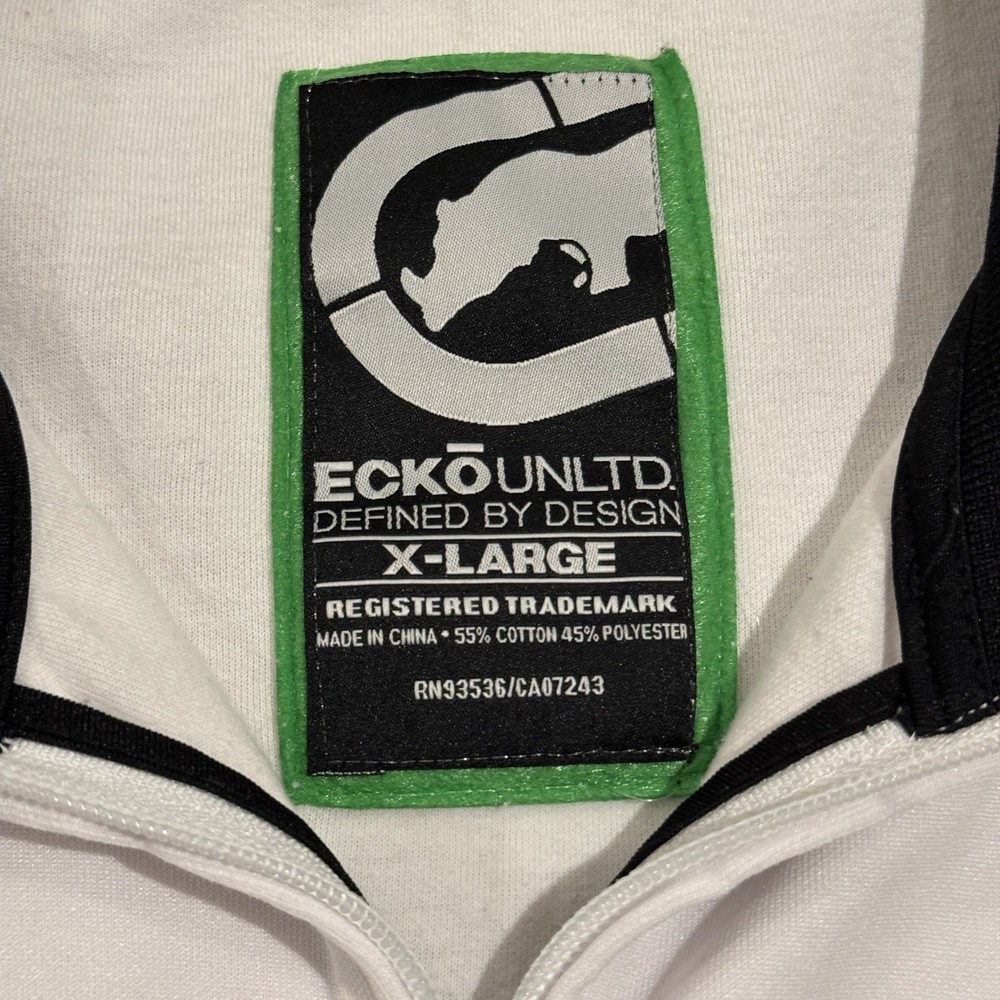 ECKŌ UNLTD.
DEFINED BY DESIGN
X-LARGE
REGISTERED TRADEMARK
MADE IN CHINA • 55% COTTON 45% POLYESTER
RN93536/CA07243